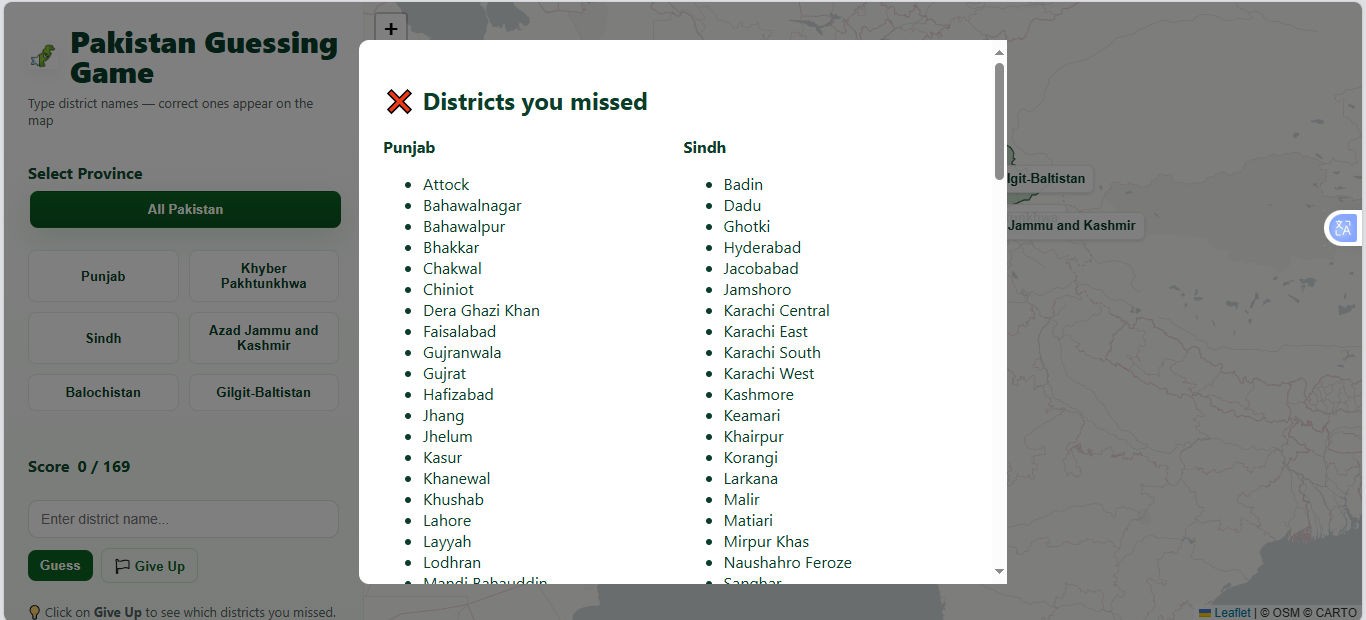 Pakistan Guessing
Game
Type district names — correct ones appear on the
map
Select Province
All Pakistan
Punjab
Khyber
Pakhtunkhwa
Sindh
Azad Jammu and
Kashmir
Balochistan
Gilgit-Baltistan
Score 0 / 169
Enter district name...
Guess
Give Up
Click on Give Up to see which districts you missed.
+
Districts you missed
Punjab
Attock
Bahawalnagar
Bahawalpur
Bhakkar
Chakwal
Chiniot
Dera Ghazi Khan
Faisalabad
Gujranwala
Gujrat
Hafizabad
Jhang
Jhelum
Kasur
Khanewal
Khushab
Lahore
Layyah
Lodhran
Mandi Bahauddin
Sindh
Badin
Dadu
Ghotki
Hyderabad
Jacobabad
Jamshoro
Karachi Central
Karachi East
Karachi South
Karachi West
Kashmore
Keamari
Khairpur
Korangi
Larkana
Malir
Matiari
Mirpur Khas
Naushahro Feroze
Sanghar
lgit-Baltistan
Jammu and Kashmir
Leaflet | © OSM © CARTO